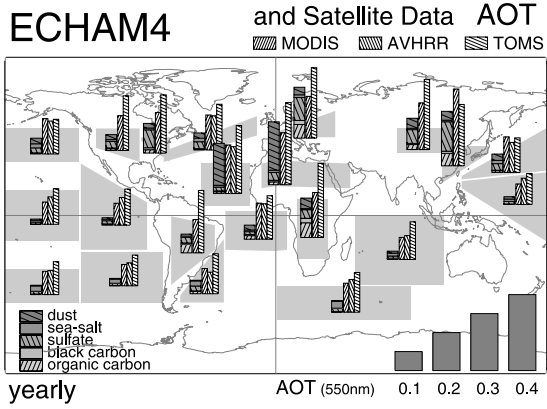 ECHAM4 and Satellite Data AOT
MODIS AVHRR TOMS
dust
sea-salt
sulfate
black carbon
organic carbon
yearly AOT (550nm) 0.1 0.2 0.3 0.4